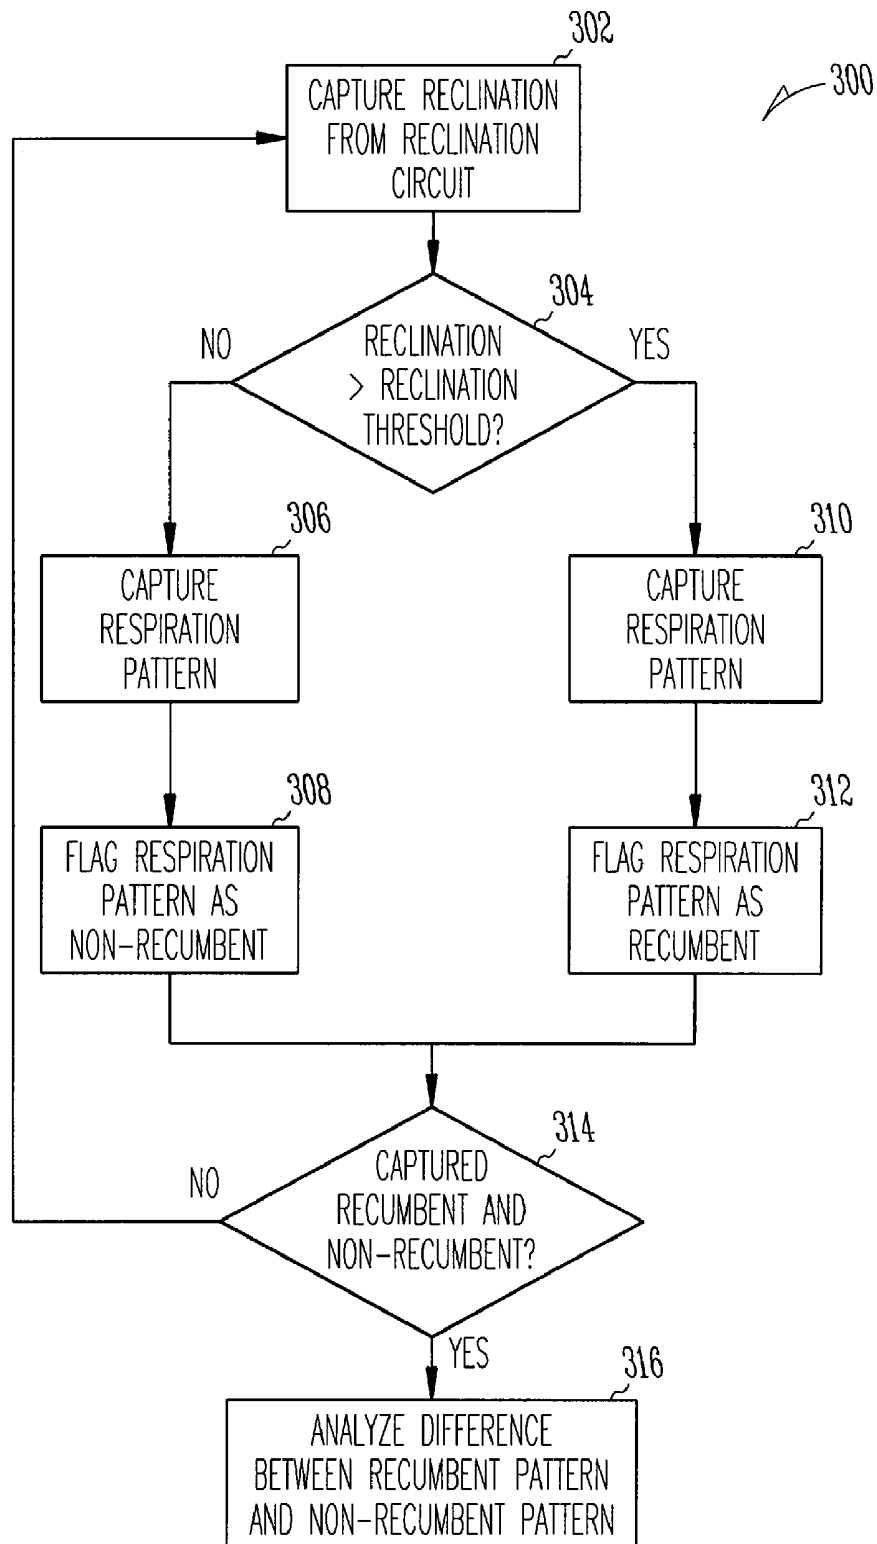 302
300
CAPTURE RECLINATION
FROM RECLINATION
CIRCUIT
304
NO
YES
RECLINATION
> RECLINATION
THRESHOLD?
306
CAPTURE
RESPIRATION
PATTERN
310
CAPTURE
RESPIRATION
PATTERN
308
FLAG RESPIRATION
PATTERN AS
NON-RECUMBENT
312
FLAG RESPIRATION
PATTERN AS
RECUMBENT
314
NO
CAPTURED
RECUMBENT AND
NON-RECUMBENT?
YES
316
ANALYZE DIFFERENCE
BETWEEN RECUMBENT PATTERN
AND NON-RECUMBENT PATTERN